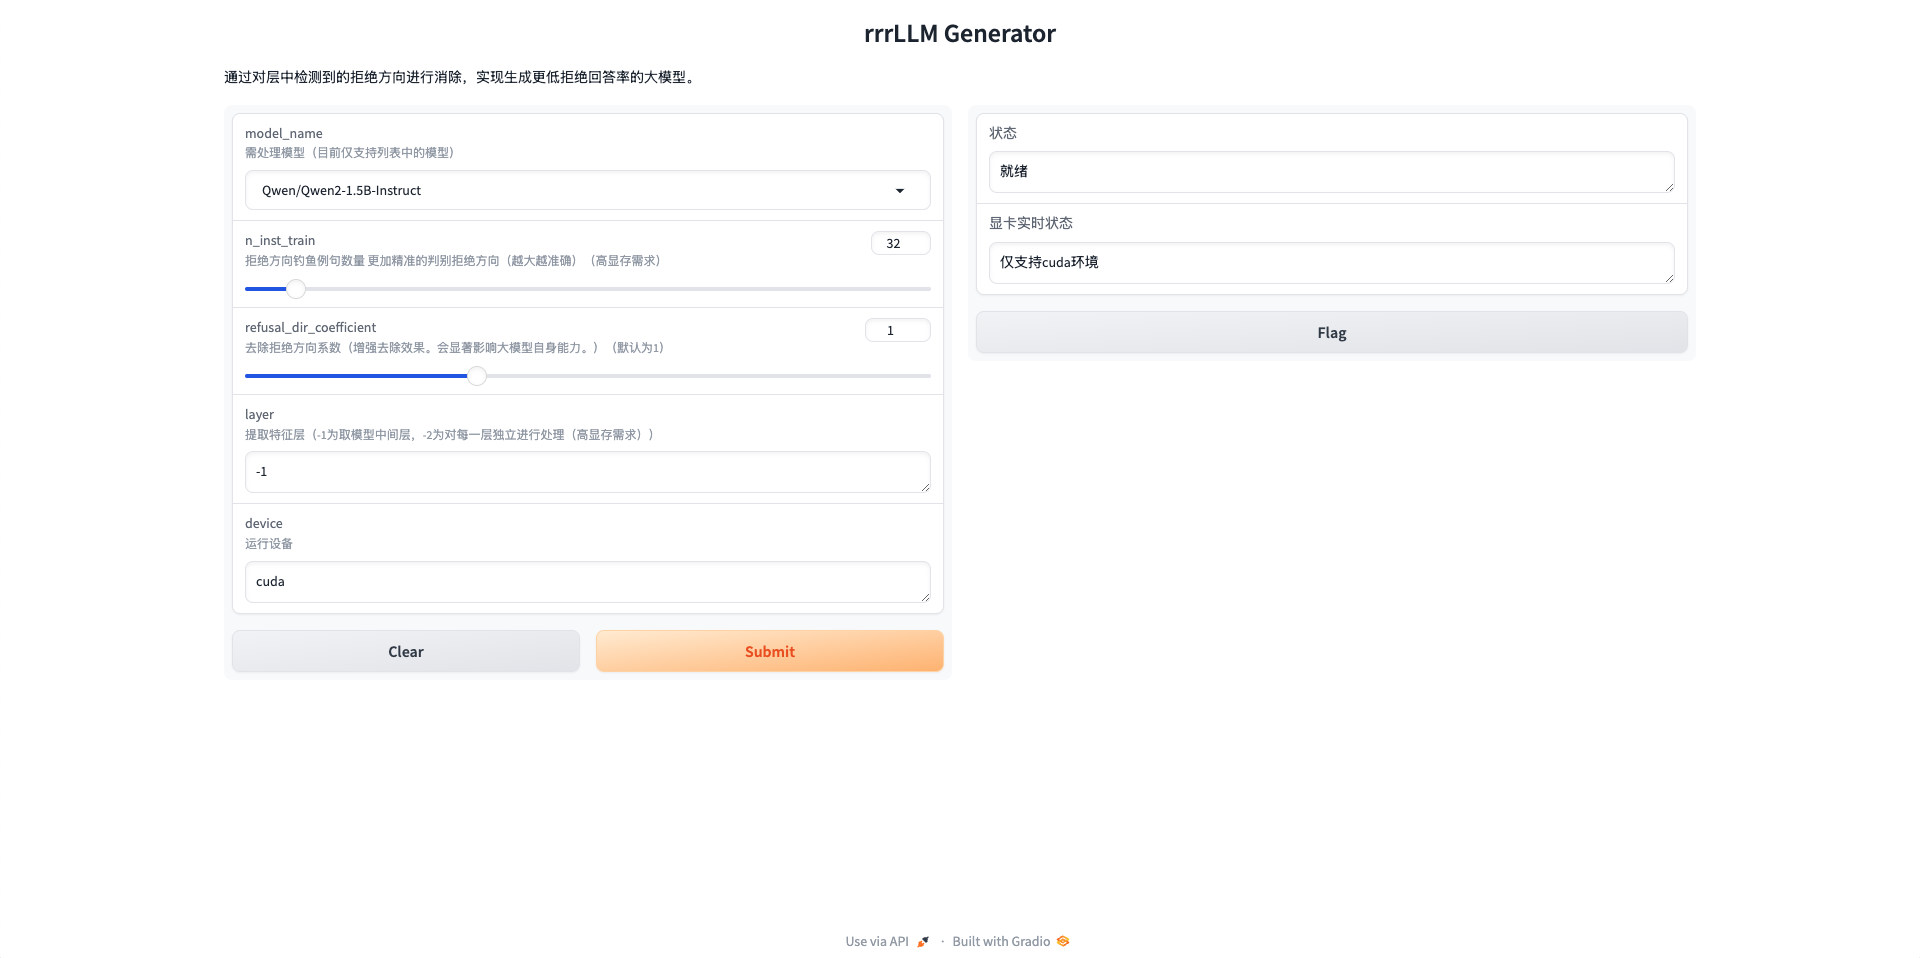 rrrLLM Generator
通过对层中检测到的拒绝方向进行消除，实现生成更低拒绝回答率的大模型。
model_name
需处理模型（目前仅支持列表中的模型）
Qwen/Qwen2-1.5B-Instruct
n_inst_train
32
拒绝方向钓鱼例句数量 更加精准的判别拒绝方向（越大越准确）（高显存需求）
refusal_dir_coefficient
1
去除拒绝方向系数（增强去除效果。会显著影响大模型自身能力。）（默认为1）
layer
提取特征层（-1为取模型中间层，-2为对每一层独立进行处理（高显存需求））
-1
device
运行设备
cuda
Clear
Submit
状态
就绪
显卡实时状态
仅支持cuda环境
Flag
Use via API · Built with Gradio